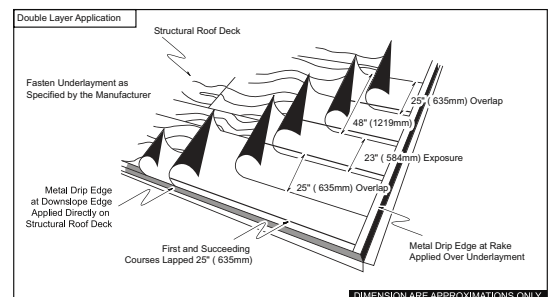 Double Layer Application
Structural Roof Deck
Fasten Underlayment as
Specified by the Manufacturer
25" ( 635mm) Overlap
48" (1219mm)
23" ( 584mm) Exposure
25" ( 635mm) Overlap
Metal Drip Edge
at Downslope Edge
Applied Directly on
Structural Roof Deck
First and Succeeding
Courses Lapped 25" ( 635mm)
Metal Drip Edge at Rake
Applied Over Underlayment
DIMENSION ARE APPROXIMATIONS ONLY